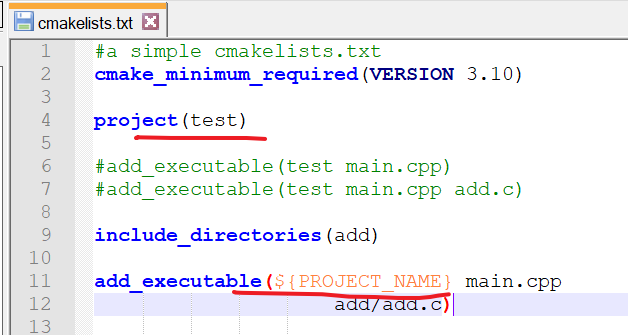 cmakelists.txt
1 #a simple cmakelists.txt
2 cmake_minimum_required(VERSION 3.10)
3
4 project(test)
5
6 #add_executable(test main.cpp)
7 #add_executable(test main.cpp add.c)
8
9 include_directories(add)
10
11 add_executable(${PROJECT_NAME} main.cpp
12 add/add.c)
13